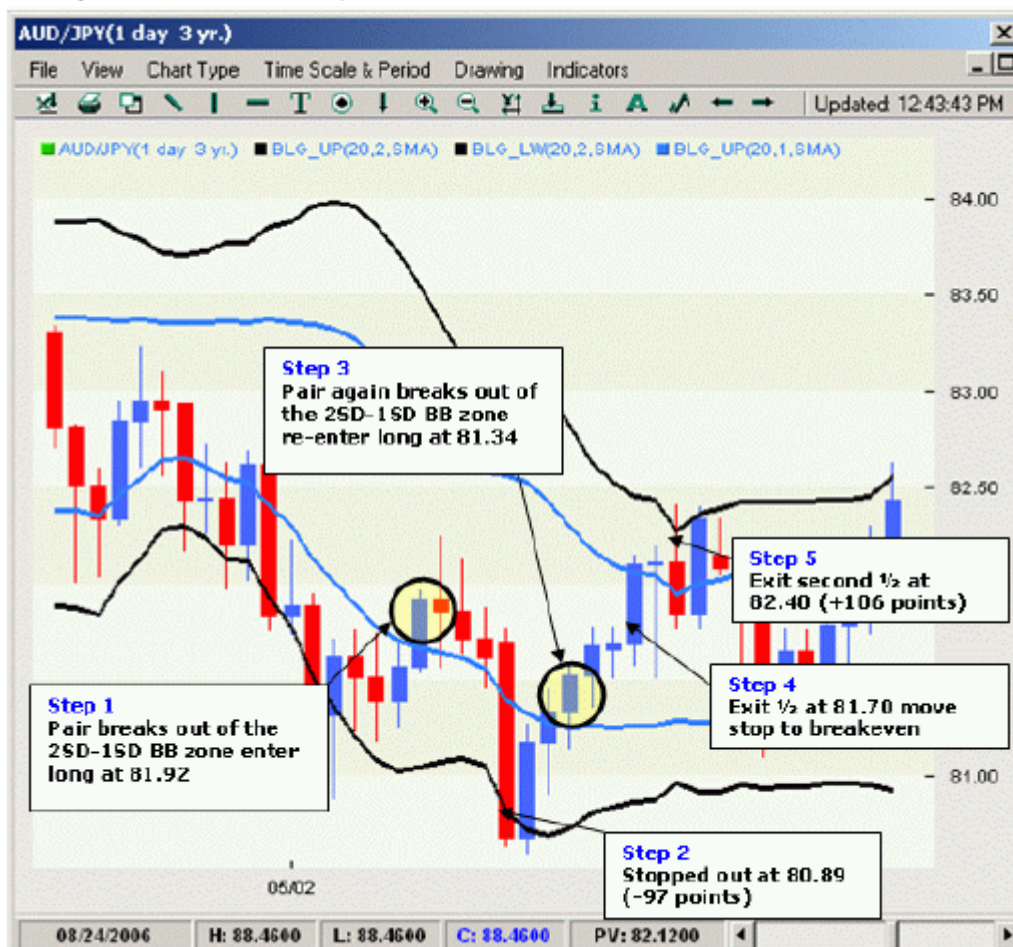 AUD/JPY(1 day 3 yr.)
File View Chart Type Time Scale & Period Drawing Indicators
Updated: 12:43:43 PM
AUD/JPY(1 day 3 yr.) BLG_UP(20,2,SMA) BLG_LW(20,2,SMA) BLG_UP(20,1,SMA)
84.00
83.50
83.00
82.50
81.00
Step 3
Pair again breaks out of
the 2SD-1SD BB zone
re-enter long at 81.34
Step 5
Exit second ½ at
82.40 (+106 points)
Step 4
Exit ½ at 81.70 move
stop to breakeven
Step 1
Pair breaks out of the
2SD-1SD BB zone enter
long at 81.92
Step 2
Stopped out at 80.89
(-97 points)
05/02
08/24/2006 H: 88.4600 L: 88.4600 C: 88.4600 PV: 82.1200